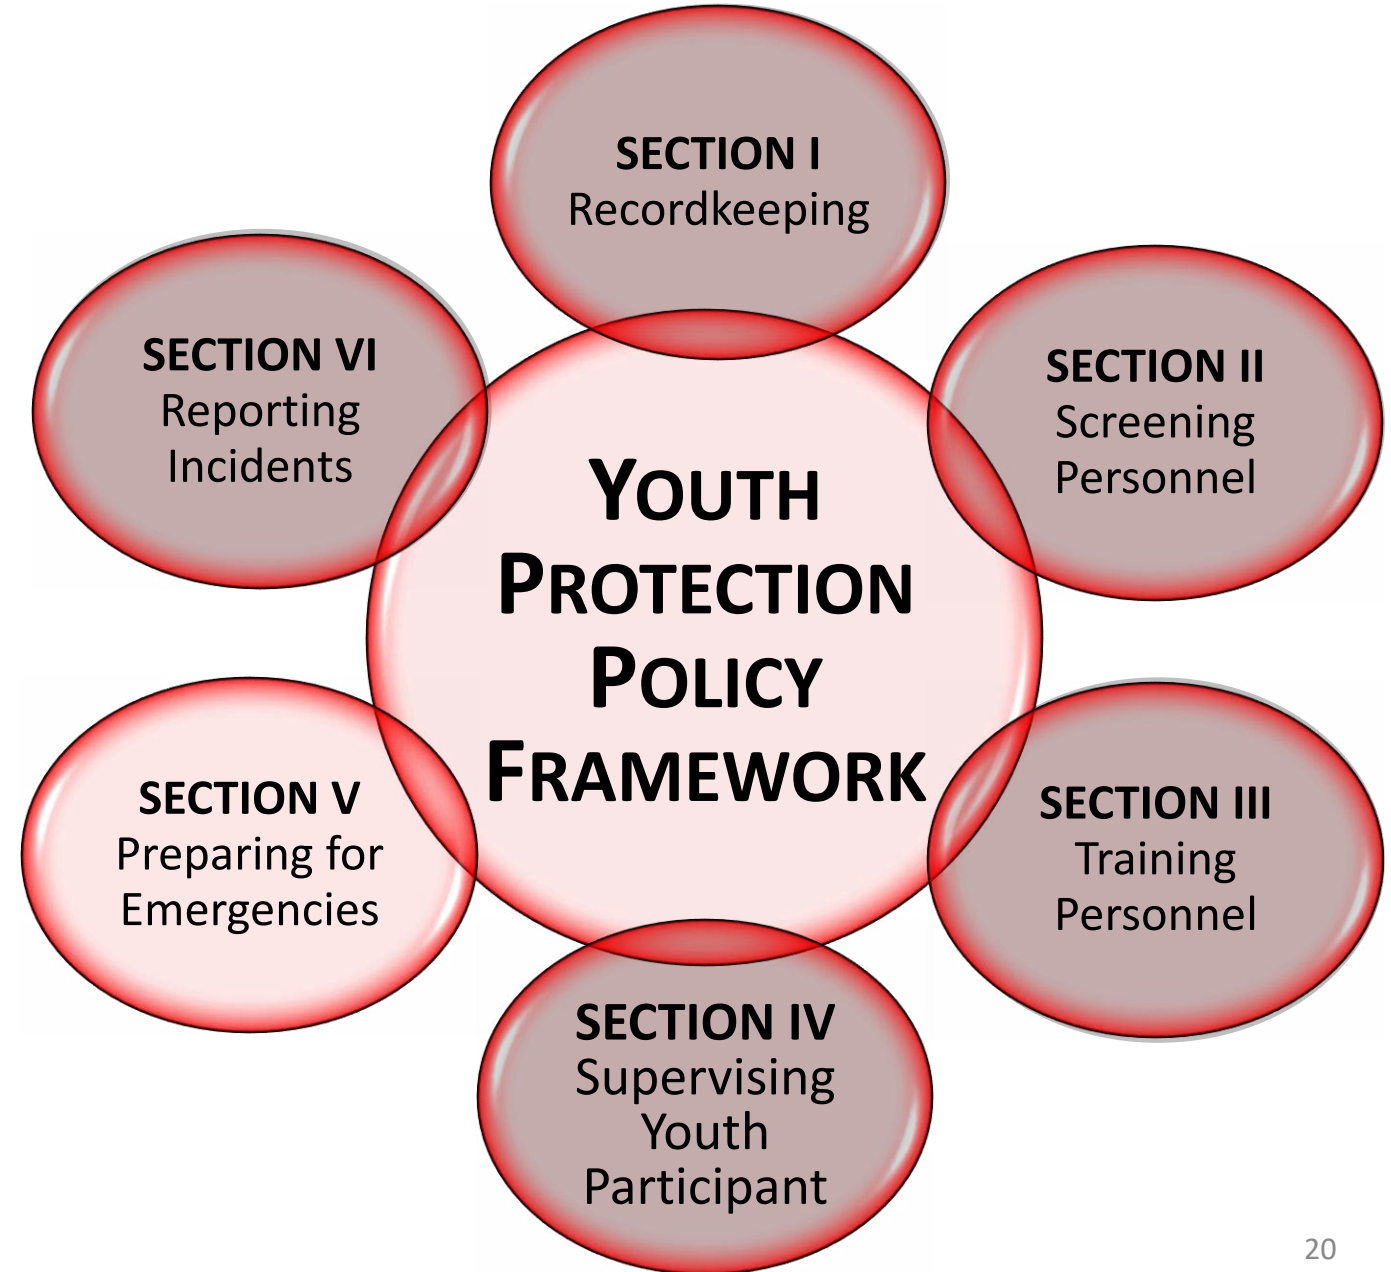 SECTION I
Recordkeeping
SECTION II
Screening
Personnel
SECTION III
Training
Personnel
SECTION IV
Supervising
Youth
Participant
SECTION V
Preparing for
Emergencies
SECTION VI
Reporting
Incidents
YOUTH
PROTECTION
POLICY
FRAMEWORK
20